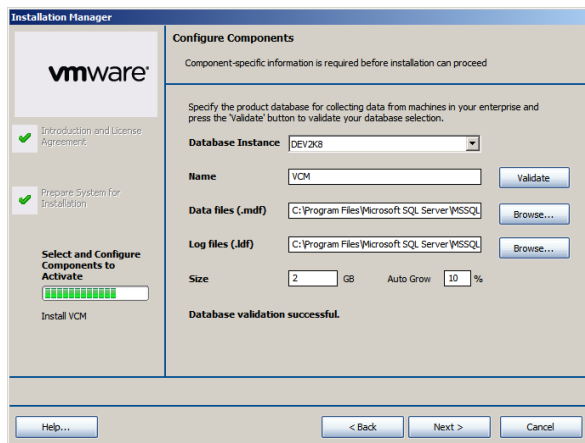 Installation Manager
vmware
Configure Components
Component-specific information is required before installation can proceed
Introduction and License
Agreement
Prepare System for
Installation
Select and Configure
Components to
Activate
Install VCM
Specify the product database for collecting data from machines in your enterprise and
press the 'Validate' button to validate your database selection.
Database Instance DEV2K8
Name VCM Validate
Data files (.mdf) C:\Program Files\Microsoft SQL Server\MSSQL Browse...
Log files (.ldf) C:\Program Files\Microsoft SQL Server\MSSQL Browse...
Size 2 GB Auto Grow 10 %
Database validation successful.
Help... < Back Next > Cancel